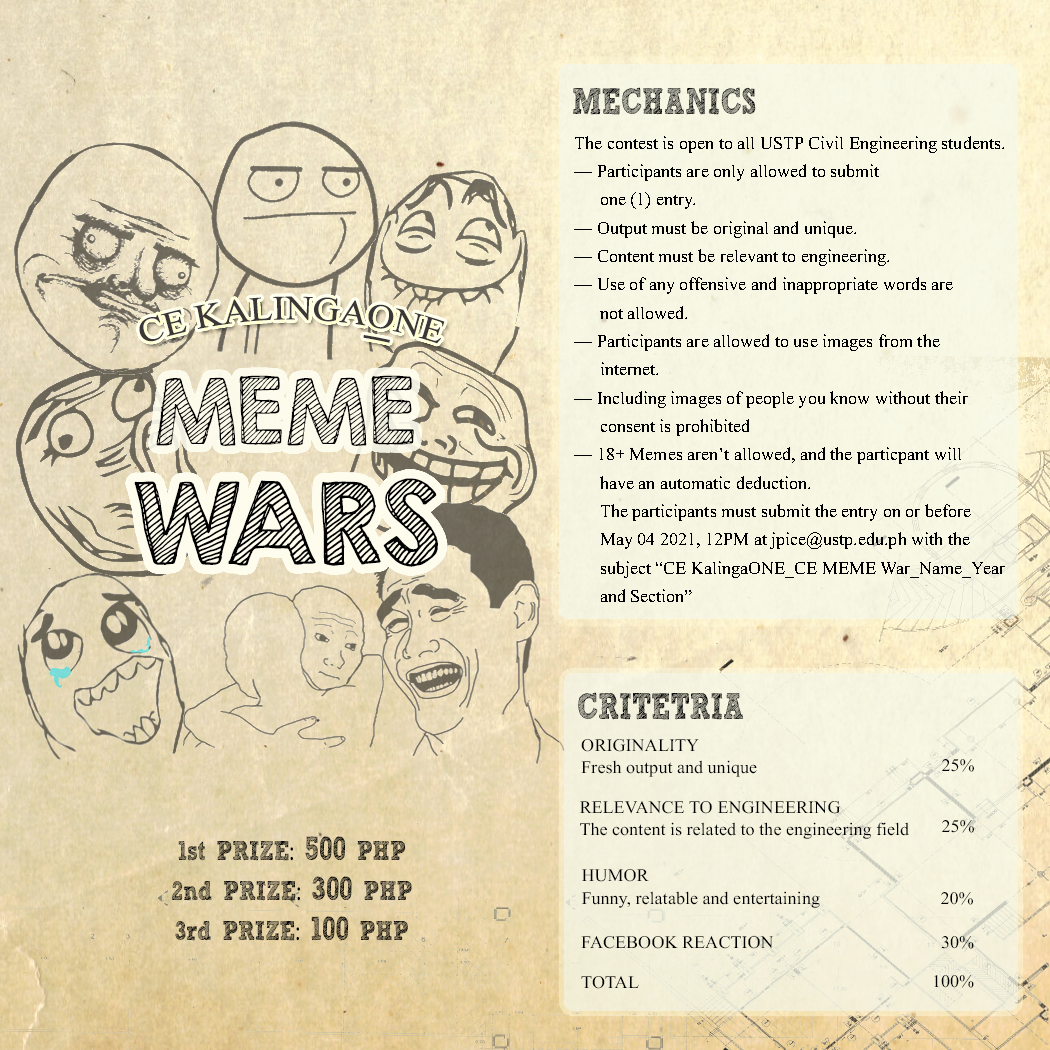 CE KALINGAONE
MEME
WARS
1st PRIZE: 500 PHP
2nd PRIZE: 300 PHP
3rd PRIZE: 100 PHP
MECHANICS
The contest is open to all USTP Civil Engineering students.
— Participants are only allowed to submit
one (1) entry.
— Output must be original and unique.
— Content must be relevant to engineering.
— Use of any offensive and inappropriate words are
not allowed.
— Participants are allowed to use images from the
internet.
— Including images of people you know without their
consent is prohibited
— 18+ Memes aren't allowed, and the particpant will
have an automatic deduction.
The participants must submit the entry on or before
May 04 2021, 12PM at jpice@ustp.edu.ph with the
subject “CE KalingaONE_CE MEME War_Name_Year
and Section”
CRITETRIA
ORIGINALITY
Fresh output and unique 25%
RELEVANCE TO ENGINEERING
The content is related to the engineering field 25%
HUMOR
Funny, relatable and entertaining 20%
FACEBOOK REACTION 30%
TOTAL 100%